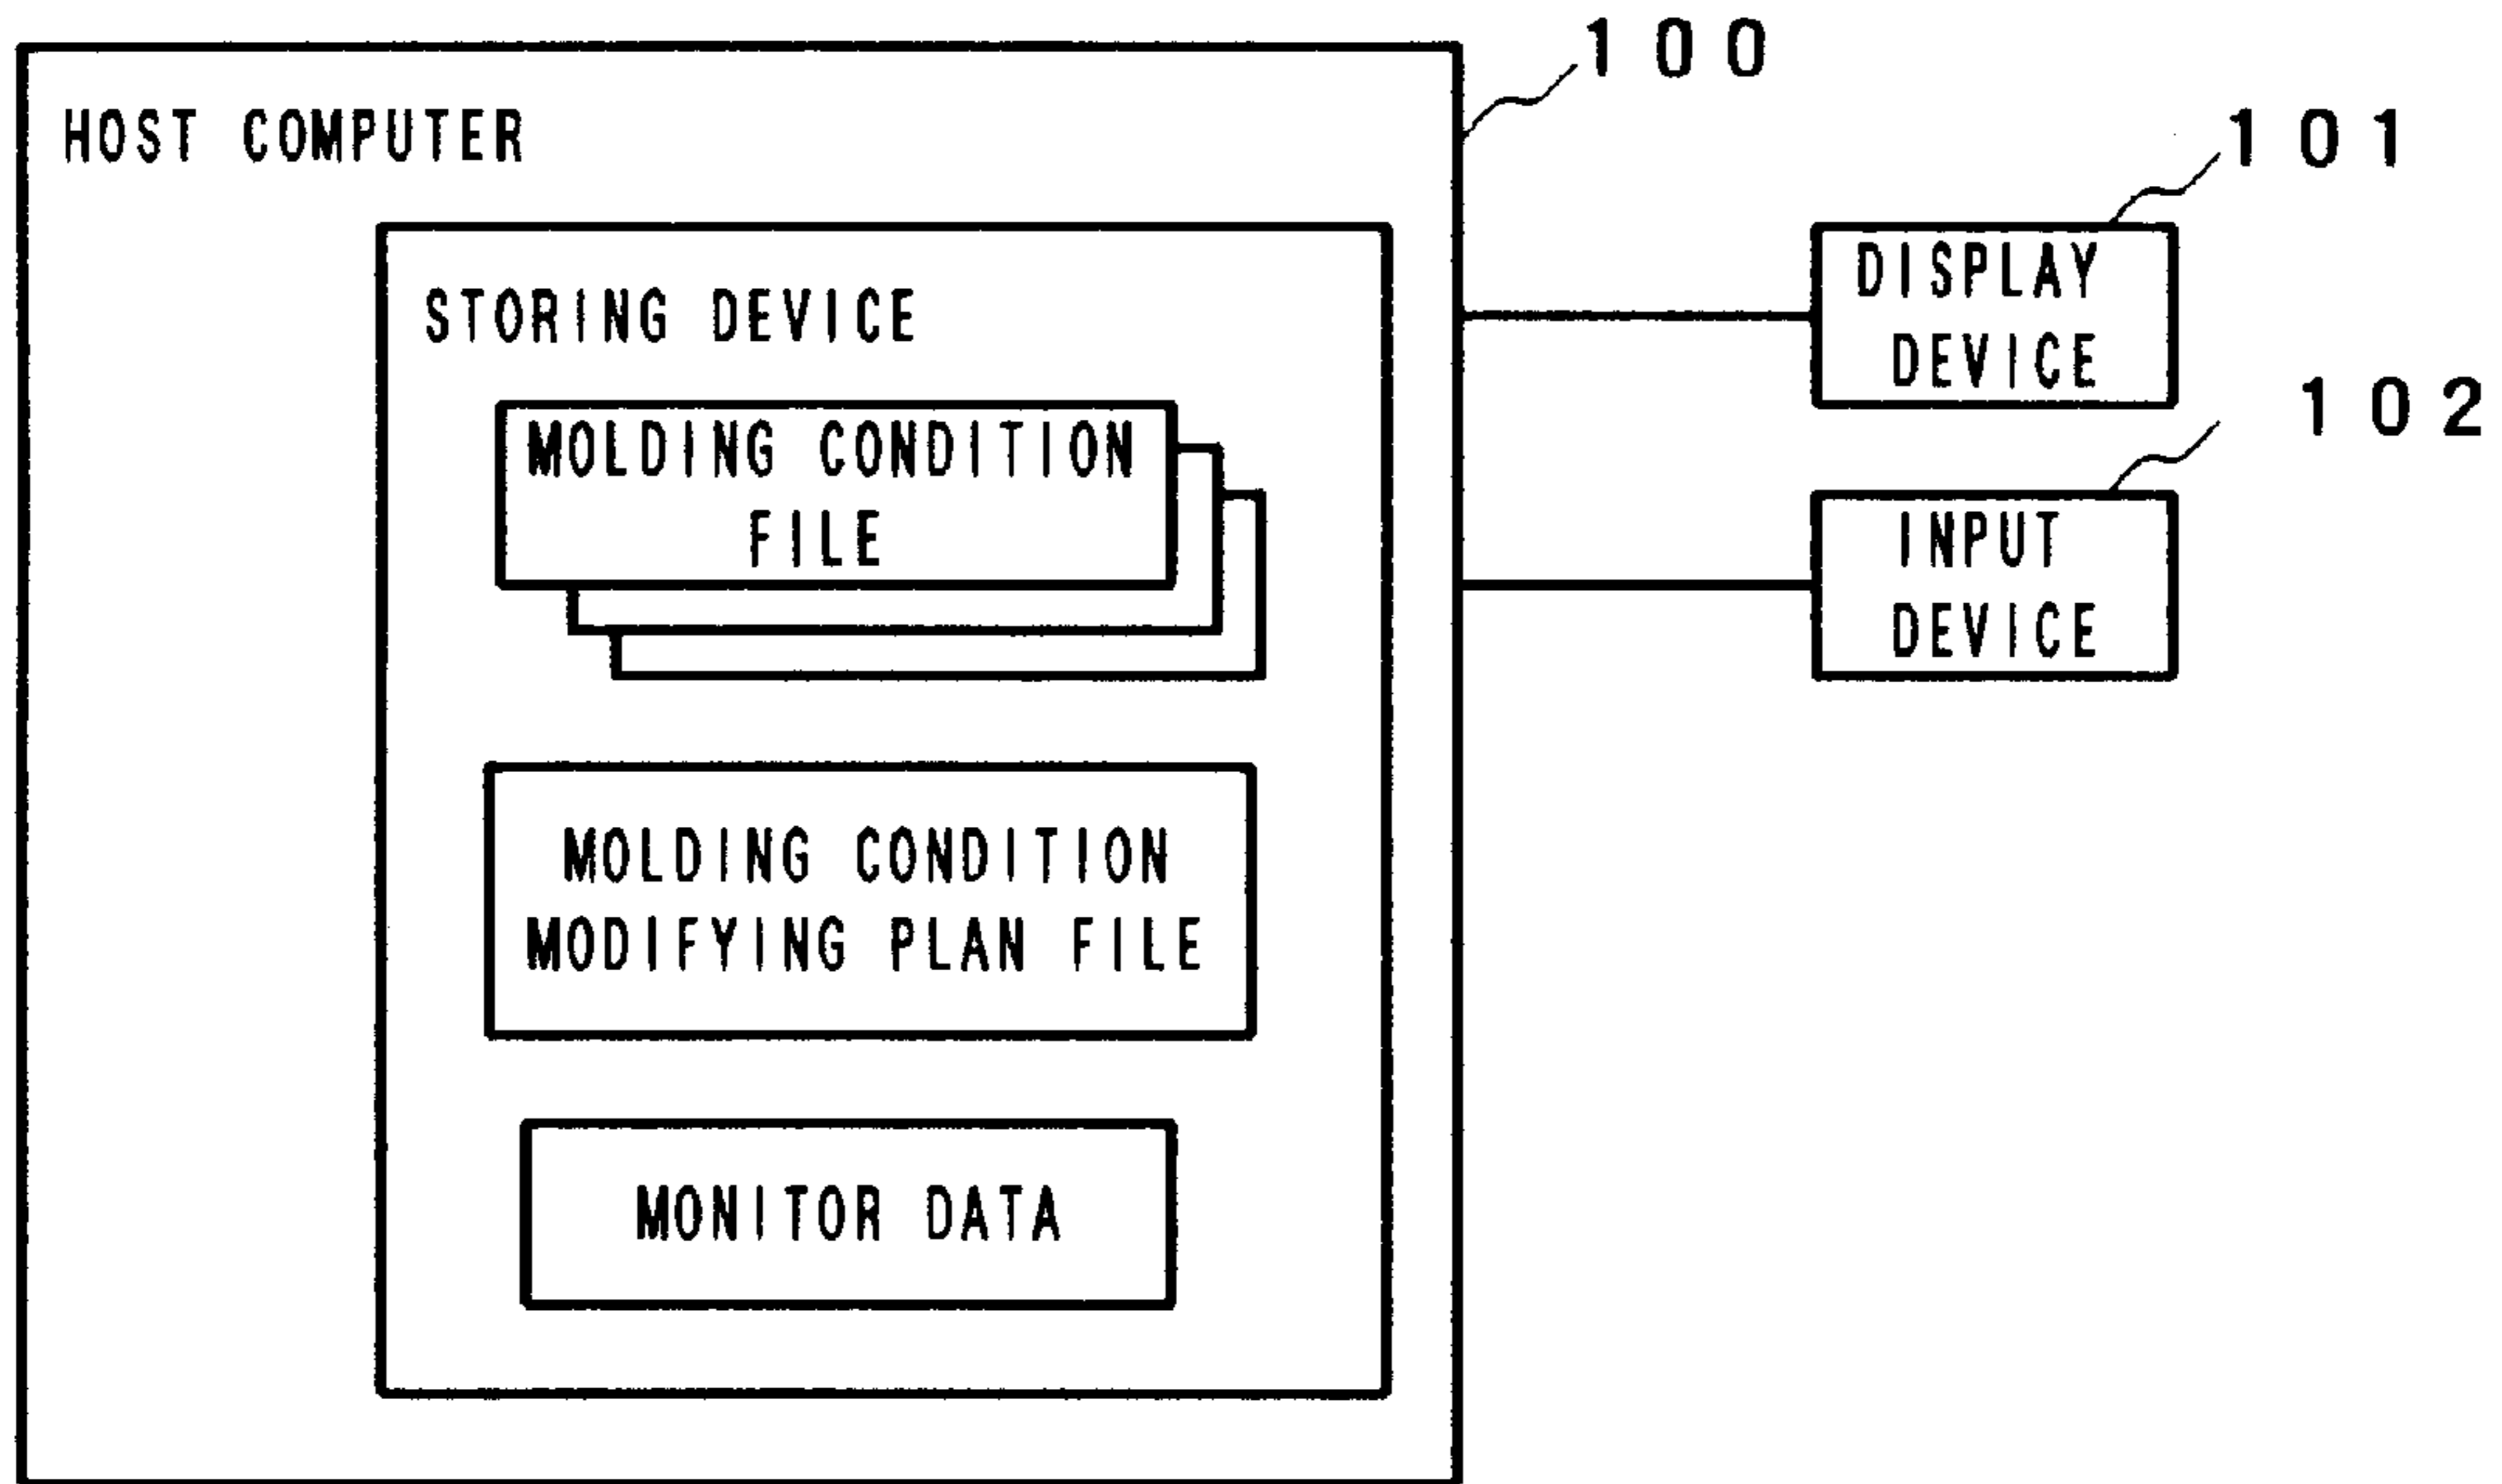 100
HOST COMPUTER
101
STORING DEVICE
DISPLAY
DEVICE
102
MOLDING CONDITION
FILE
INPUT
DEVICE
MOLDING CONDITION
MODIFYING PLAN FILE
MONITOR DATA